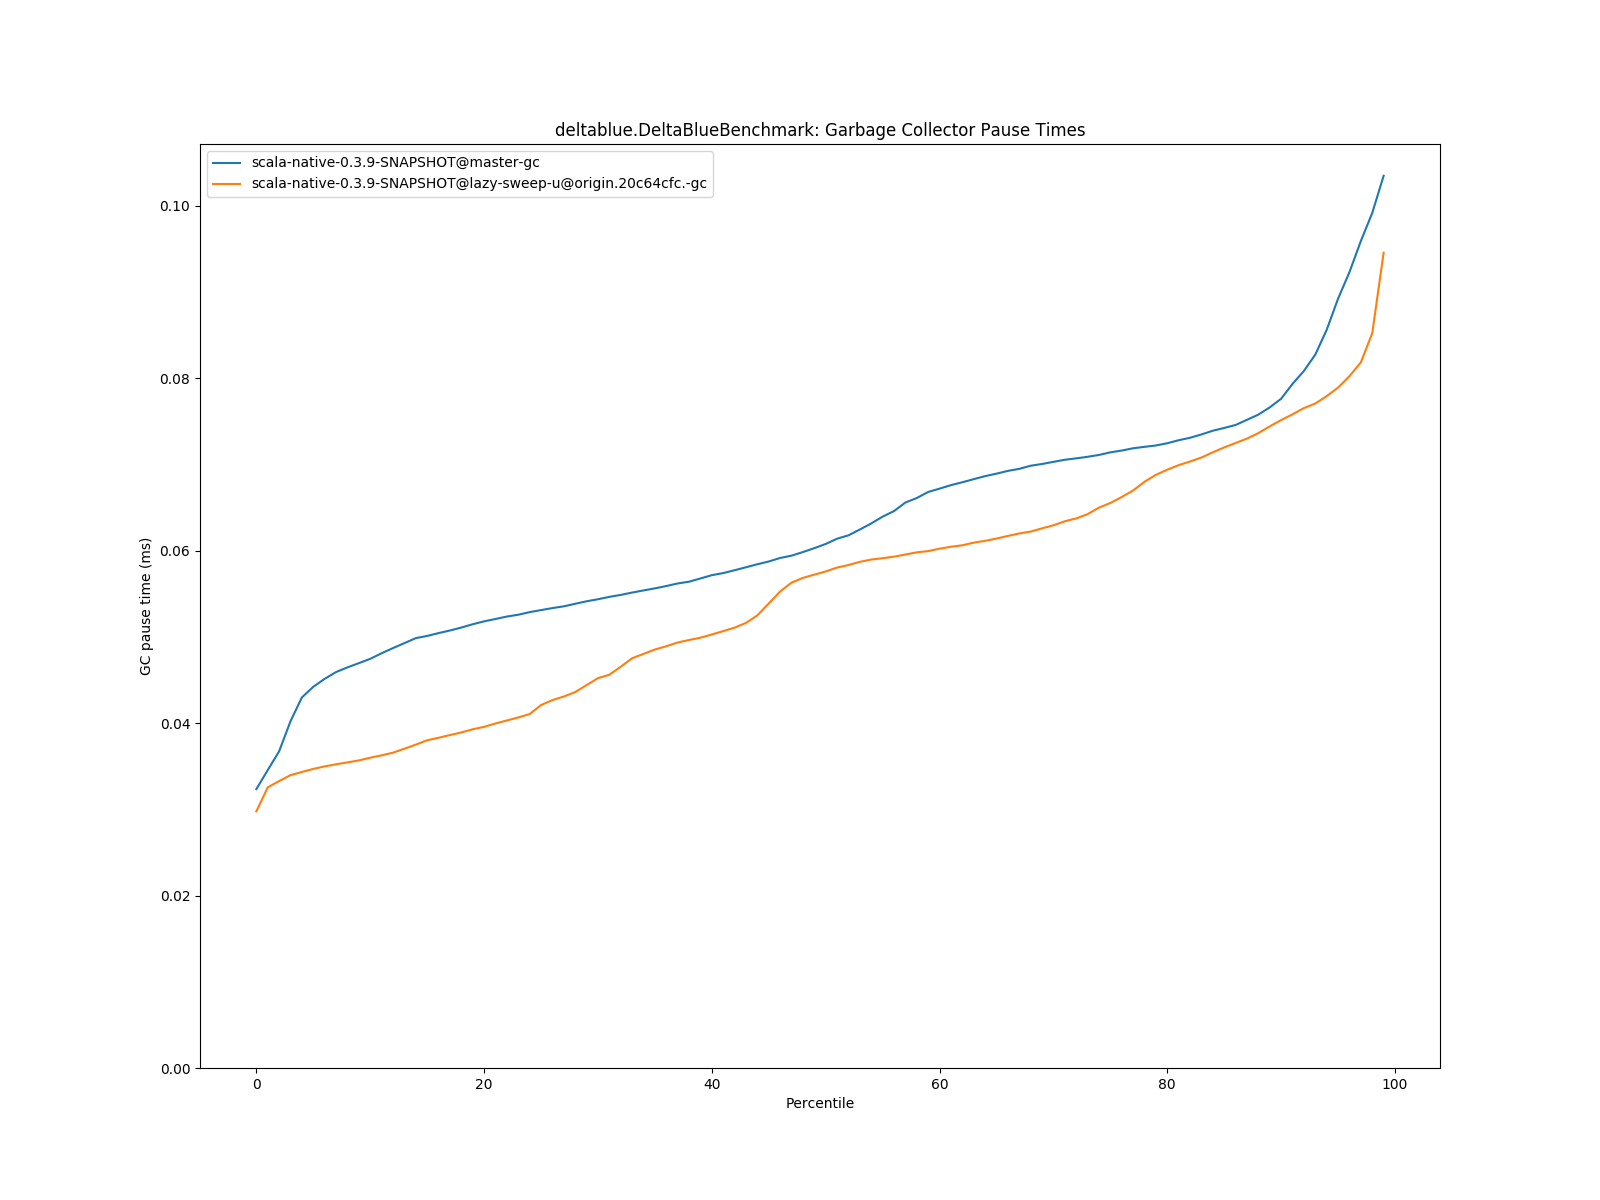 deltablue.DeltaBlueBenchmark: Garbage Collector Pause Times
scala-native-0.3.9-SNAPSHOT@master-gc
scala-native-0.3.9-SNAPSHOT@lazy-sweep-u@origin.20c64cfc.-gc
GC pause time (ms)
0.10
0.08
0.06
0.04
0.02
0.00
0 20 40 60 80 100
Percentile